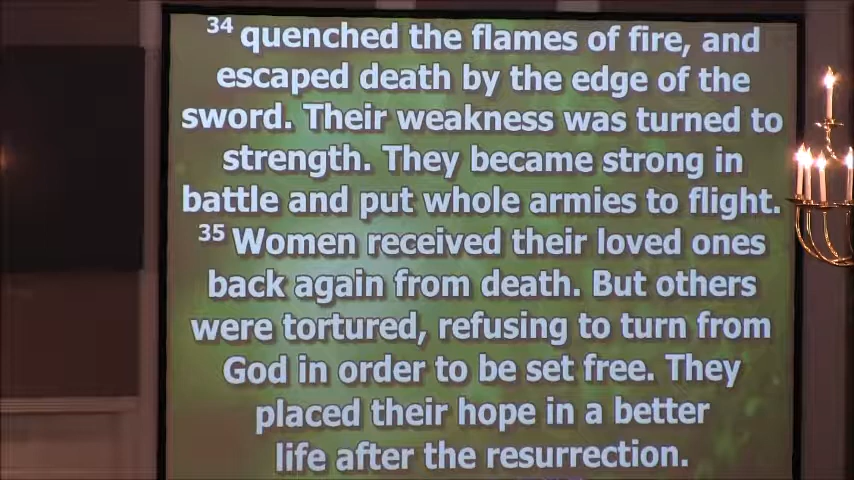 34 quenched the flames of fire, and
escaped death by the edge of the
sword. Their weakness was turned to
strength. They became strong in
battle and put whole armies to flight.
35 Women received their loved ones
back again from death. But others
were tortured, refusing to turn from
God in order to be set free. They
placed their hope in a better
life after the resurrection.